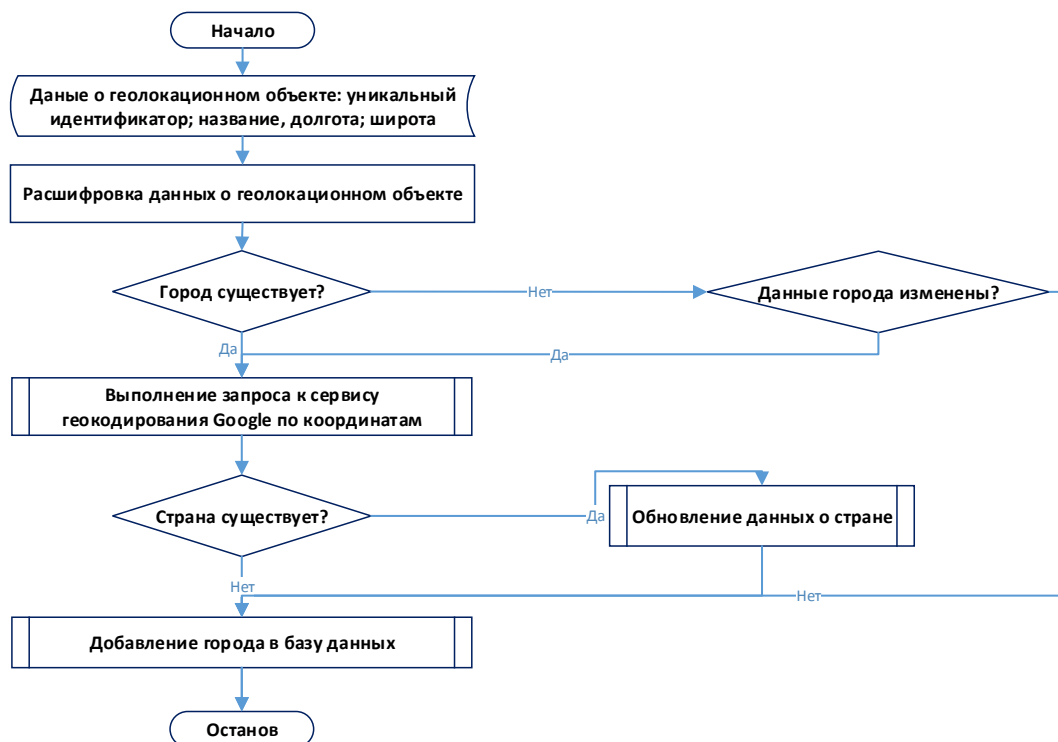 Начало
Даные о геолокационном объекте: уникальный
идентификатор; название, долгота; широта
Расшифровка данных о геолокационном объекте
Город существует?
Нет
Данные города изменены?
Да
Да
Выполнение запроса к сервису
геокодирования Google по координатам
Страна существует?
Да
Обновление данных о стране
Нет
Нет
Добавление города в базу данных
Останов